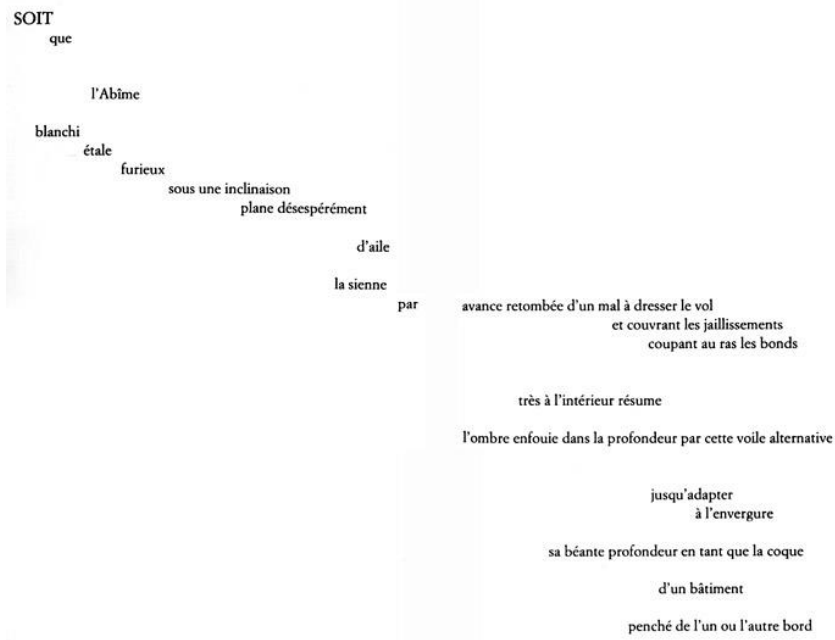 SOIT
que
l'Abîme
blanchi
étale
furieux
sous une inclinaison
plane désespérément
d'aile
la sienne
par avance retombée d'un mal à dresser le vol
et couvrant les jaillissements
coupant au ras les bonds
très à l'intérieur résume
l'ombre enfouie dans la profondeur par cette voile alternative
jusqu'adapter
à l'envergure
sa béante profondeur en tant que la coque
d'un bâtiment
penché de l'un ou l'autre bord